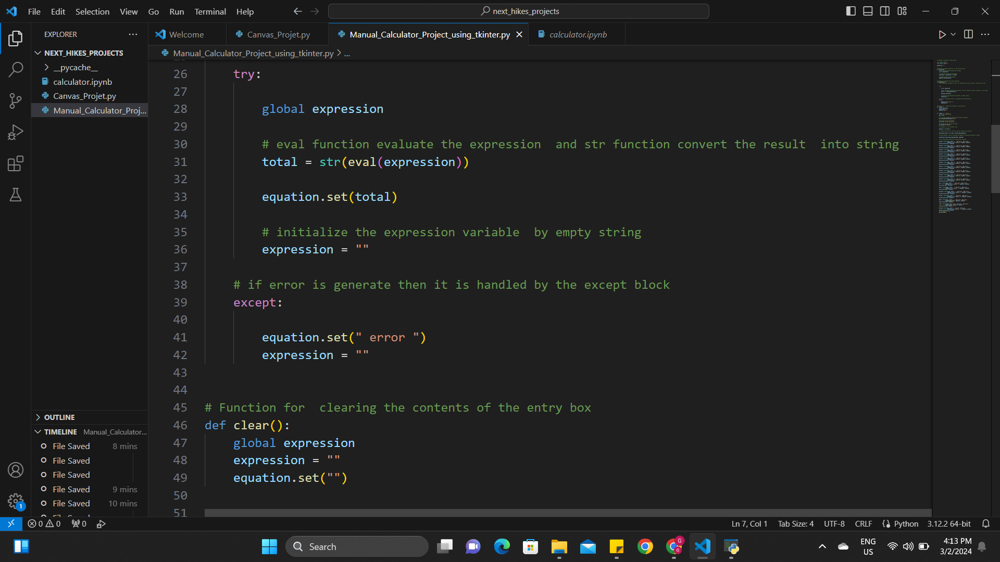 File Edit Selection View Go Run Terminal Help
next_hikes_projects
EXPLORER
NEXT_HIKES_PROJECTS
__pycache__
calculator.ipynb
Canvas_Projet.py
Manual_Calculator_Proj...
OUTLINE
TIMELINE Manual_Calculator...
File Saved 8 mins
File Saved
File Saved
File Saved 9 mins
File Saved 10 mins
Welcome Canvas_Projet.py Manual_Calculator_Project_using_tkinter.py calculator.ipynb
Manual_Calculator_Project_using_tkinter.py > ...
26 try:
27
28 global expression
29
30 # eval function evaluate the expression  and str function convert the result  into string
31 total = str(eval(expression))
32
33 equation.set(total)
34
35 # initialize the expression variable  by empty string
36 expression = ""
37
38 # if error is generate then it is handled by the except block
39 except:
40
41 equation.set(" error ")
42 expression = ""
43
44
45 # Function for  clearing the contents of the entry box
46 def clear():
47 global expression
48 expression = ""
49 equation.set("")
50
51
1
0 0 0 Ln 7, Col 1 Tab Size: 4 UTF-8 CRLF Python 3.12.2 64-bit
Search
G
G
ENG
US
4:13 PM
3/2/2024